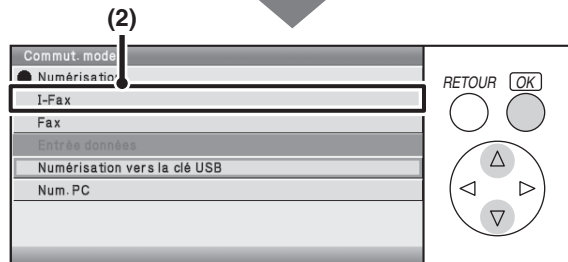 (2)
Commut. mode
Numérisation
I-Fax
Fax
Entrée données
Numérisation vers la clé USB
Num. PC
RETOUR OK